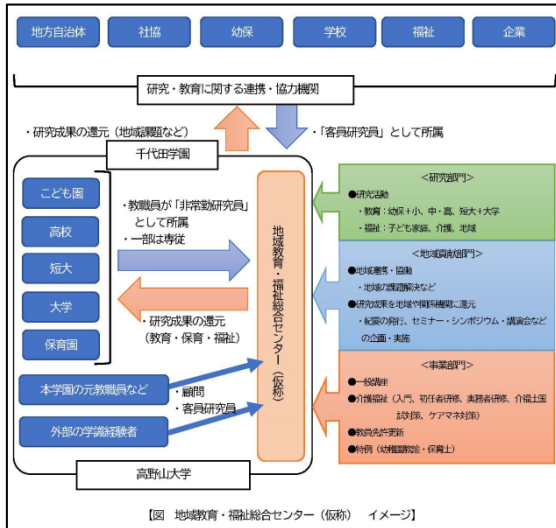 地方自治体
社協
幼保
学校
福祉
企業
研究・教育に関する連携・協力機関
・研究成果の還元（地域課題など）
・「客員研究員」として所属
千代田学園
こども園
高校
短大
大学
保育園
・教職員が「非常勤研究員」
として所属
・一部は専従
・研究成果の還元
（教育・保育・福祉）
本学園の元教職員など
外部の学識経験者
・顧問
・客員研究員
地域教育・福祉総合センター（仮称）
高野山大学
＜研究部門＞
●研究活動
・教育：幼保＋小、中・高、短大＋大学
・福祉：子ども家庭、介護、地域
＜地域貢献部門＞
●地域連携・協働
・地域の課題解決など
●研究成果を地域や関係機関に還元
・紀要の発行、セミナー・シンポジウム・講演会など
の企画・実施
＜事業部門＞
●一般講座
●介護福祉（入門、初任者研修、実務者研修、介福士国
試対策、ケアマネ対策）
●教員免許更新
●特例（幼稚園教諭・保育士）
【図　地域教育・福祉総合センター（仮称）　イメージ】